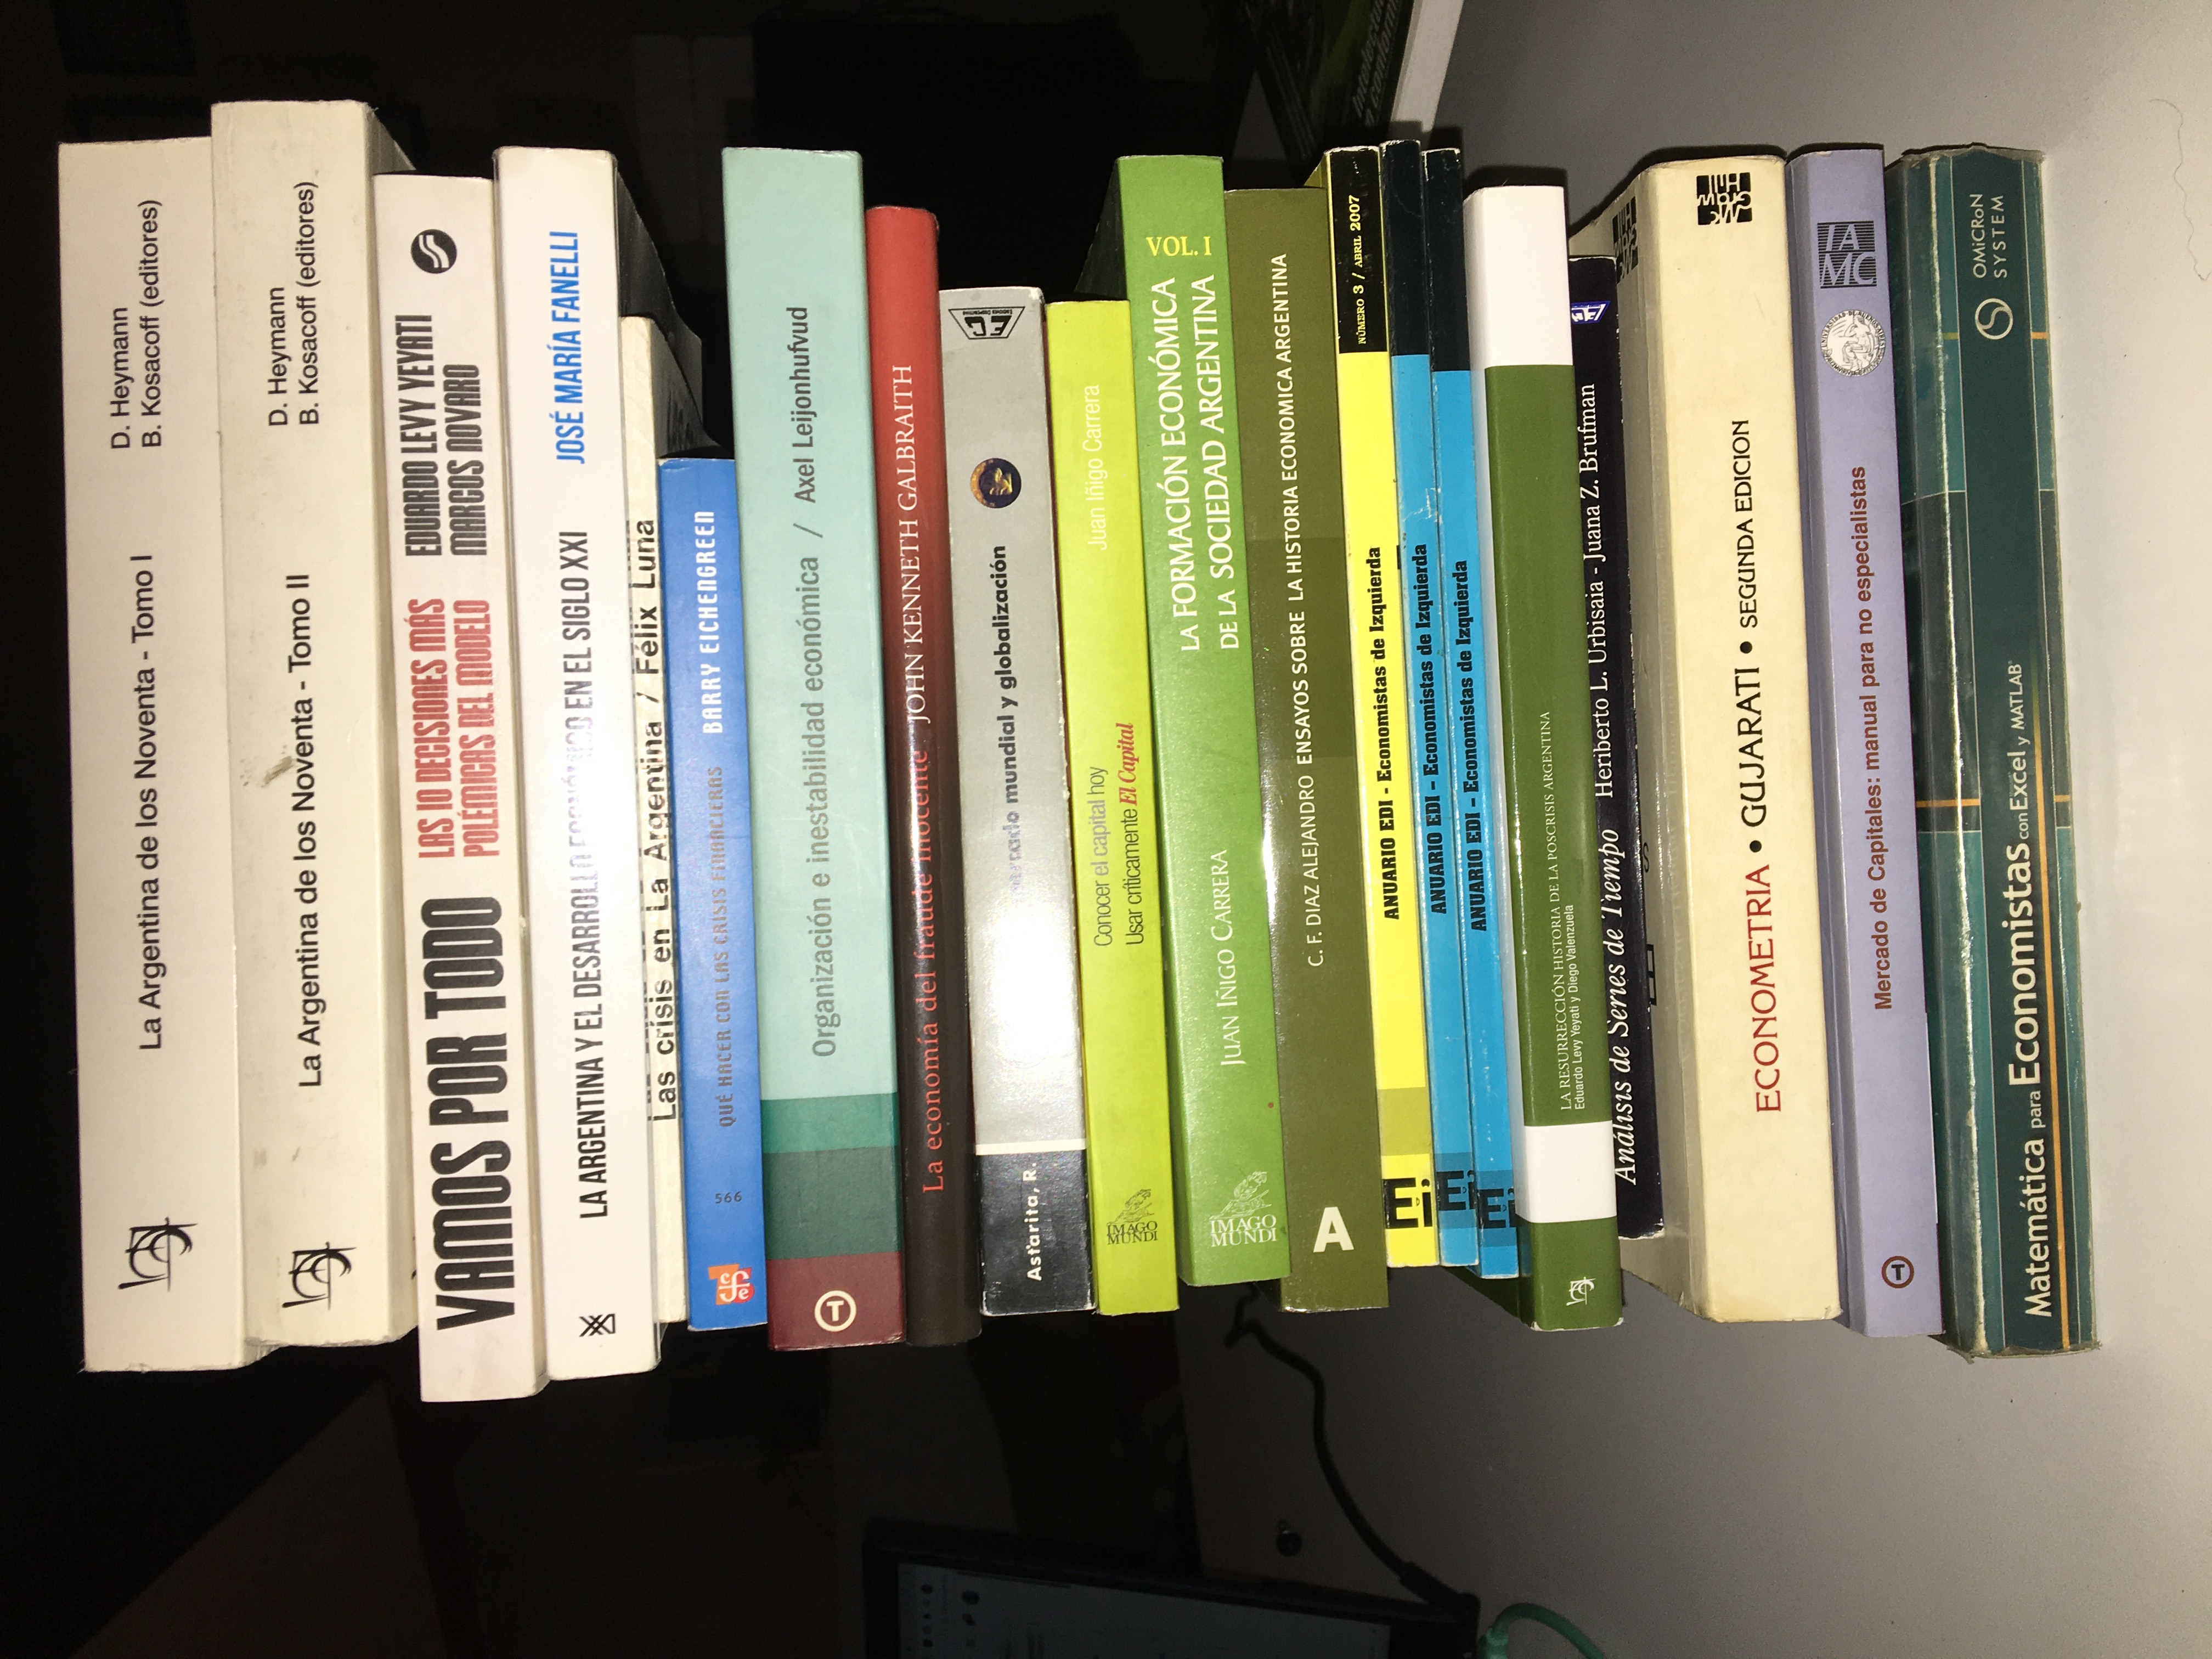 La Argentina de los Noventa - Tomo I
D. Heymann
B. Kosacoff (editores)
La Argentina de los Noventa - Tomo II
D. Heymann
B. Kosacoff (editores)
VAMOS POR TODO
LAS 10 DECISIONES MÁS
POLÉMICAS DEL MODELO
EDUARDO LEVY YEYATI
MARCOS NOVARO
LA ARGENTINA Y EL DESARROLLO ECONÓMICO EN EL SIGLO XXI
JOSÉ MARÍA FANELLI
Las crisis en La Argentina / Félix Luna
566
QUÉ HACER CON LAS CRISIS FINANCIERAS
BARRY EICHENGREEN
T
Organización e inestabilidad económica / Axel Leijonhufvud
La economía del fraude inocente JOHN KENNETH GALBRAITH
Astarita, R.
mercado mundial y globalización
EC
IMAGO
MUNDI
Conocer el capital hoy
Usar críticamente El Capital
Juan Iñigo Carrera
IMAGO
MUNDI
JUAN IÑIGO CARRERA
LA FORMACIÓN ECONÓMICA
DE LA SOCIEDAD ARGENTINA
VOL. I
A
C. F. DIAZ ALEJANDRO ENSAYOS SOBRE LA HISTORIA ECONOMICA ARGENTINA
ANUARIO EDI - Economistas de Izquierda
NÚMERO 3 / ABRIL 2007
ANUARIO EDI - Economistas de Izquierda
ANUARIO EDI - Economistas de Izquierda
LA RESURRECCIÓN HISTORIA DE LA POSCRISIS ARGENTINA
Eduardo Levy Yeyati y Diego Valenzuela
Análisis de Series de Tiempo
Heriberto L. Urbisaia - Juana Z. Brufman
ECONOMETRIA • GUJARATI • SEGUNDA EDICION
Mc
Graw
Hill
T
Mercado de Capitales: manual para no especialistas
Matemática para Economistas con Excel y MATLAB®
OMiCRoN
SYSTEM